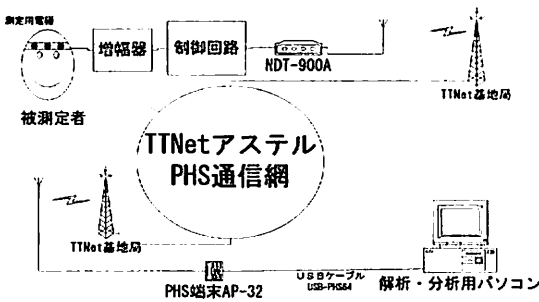 測定用電極
増幅器
制御回路
NDT-900A
被測定者
TTNet基地局
TTNetアステル
PHS通信網
TTNet基地局
PHS端末AP-32
USBケーブル
USB-PHS64
解析・分析用パソコン